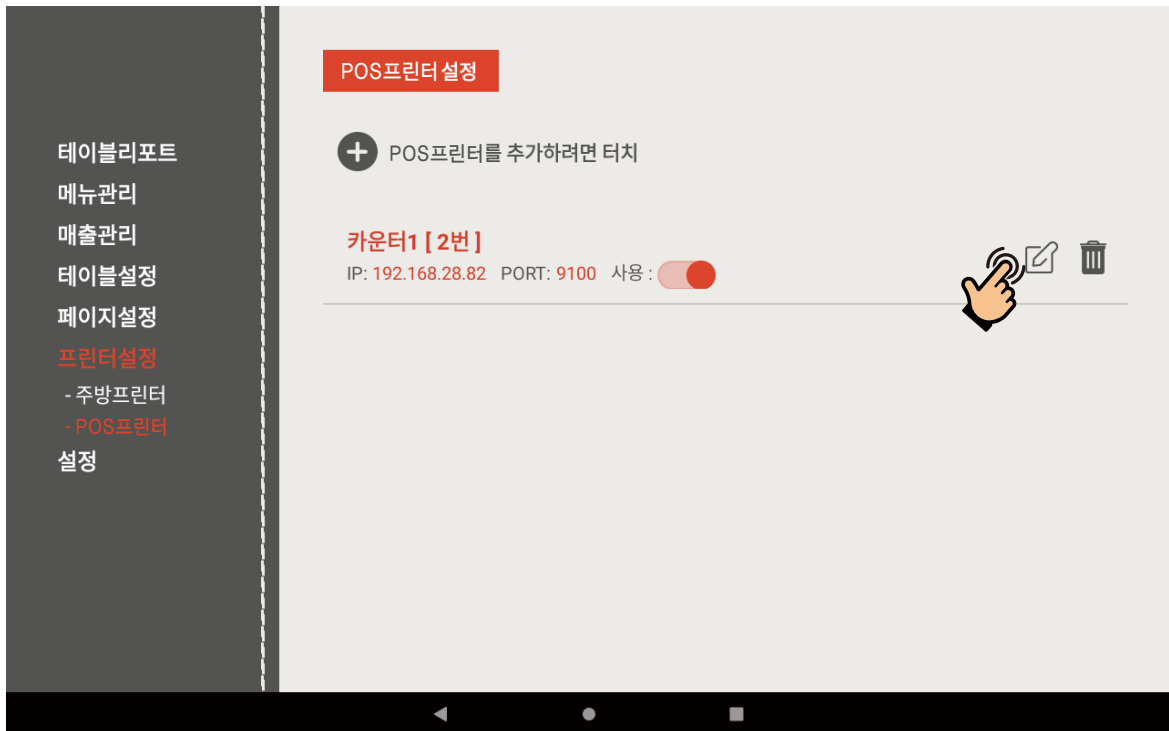 테이블리포트
메뉴관리
매출관리
테이블설정
페이지설정
프린터설정
- 주방프린터
- POS프린터
설정
POS프린터 설정
POS프린터를 추가하려면 터치
카운터1 [ 2번 ]
IP: 192.168.28.82 PORT: 9100 사용 :